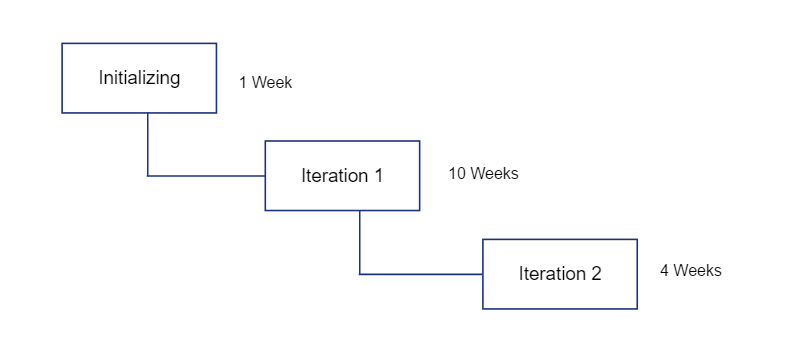 Initializing
1 Week
Iteration 1
10 Weeks
Iteration 2
4 Weeks